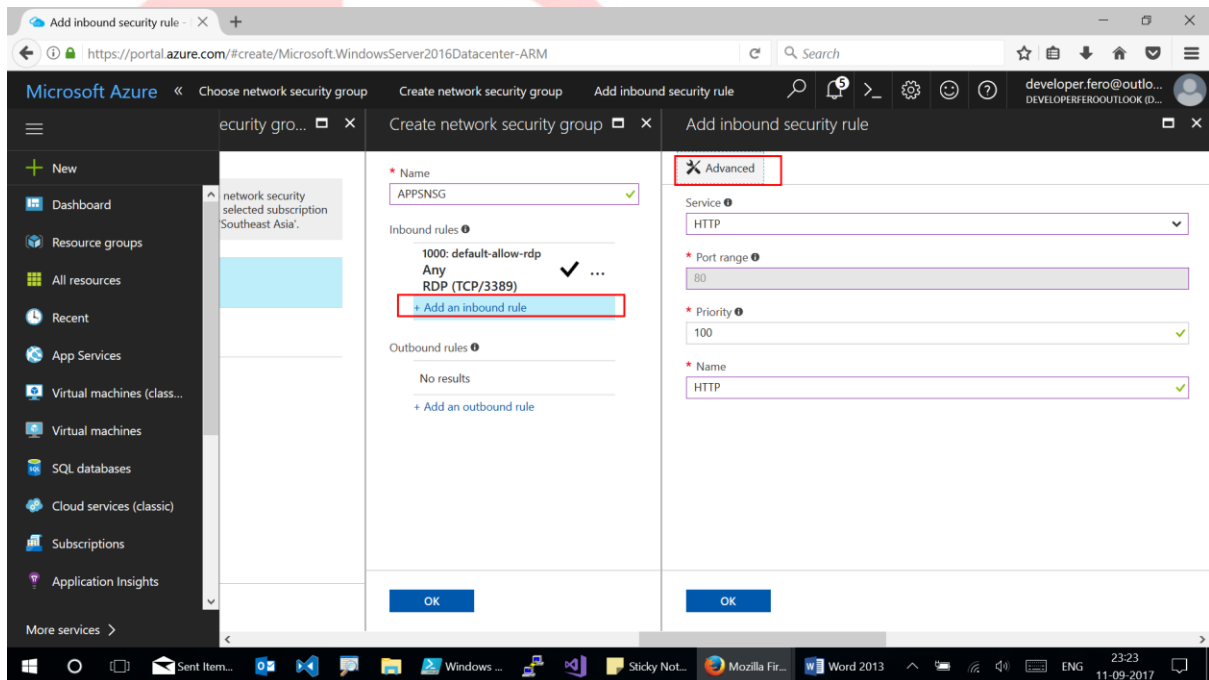 Add inbound security rule -
https://portal.azure.com/#create/Microsoft.WindowsServer2016Datacenter-ARM
Search
Microsoft Azure « Choose network security group Create network security group Add inbound security rule
5
developer.fero@outlo...
DEVELOPERFEROOUTLOOK (D...
ecurity gro...
Create network security group
Add inbound security rule
New
Dashboard
Resource groups
All resources
Recent
App Services
Virtual machines (class...
Virtual machines
SQL databases
Cloud services (classic)
Subscriptions
Application Insights
More services >
network security
selected subscription
'Southeast Asia'.
* Name
APPSNSG
Inbound rules
1000: default-allow-rdp
Any
...
RDP (TCP/3389)
+ Add an inbound rule
Outbound rules
No results
+ Add an outbound rule
OK
Advanced
Service
HTTP
* Port range
80
* Priority
100
* Name
HTTP
OK
Sent Item...
Windows ...
Sticky Not...
Mozilla Fir...
Word 2013
ENG
23:23
11-09-2017